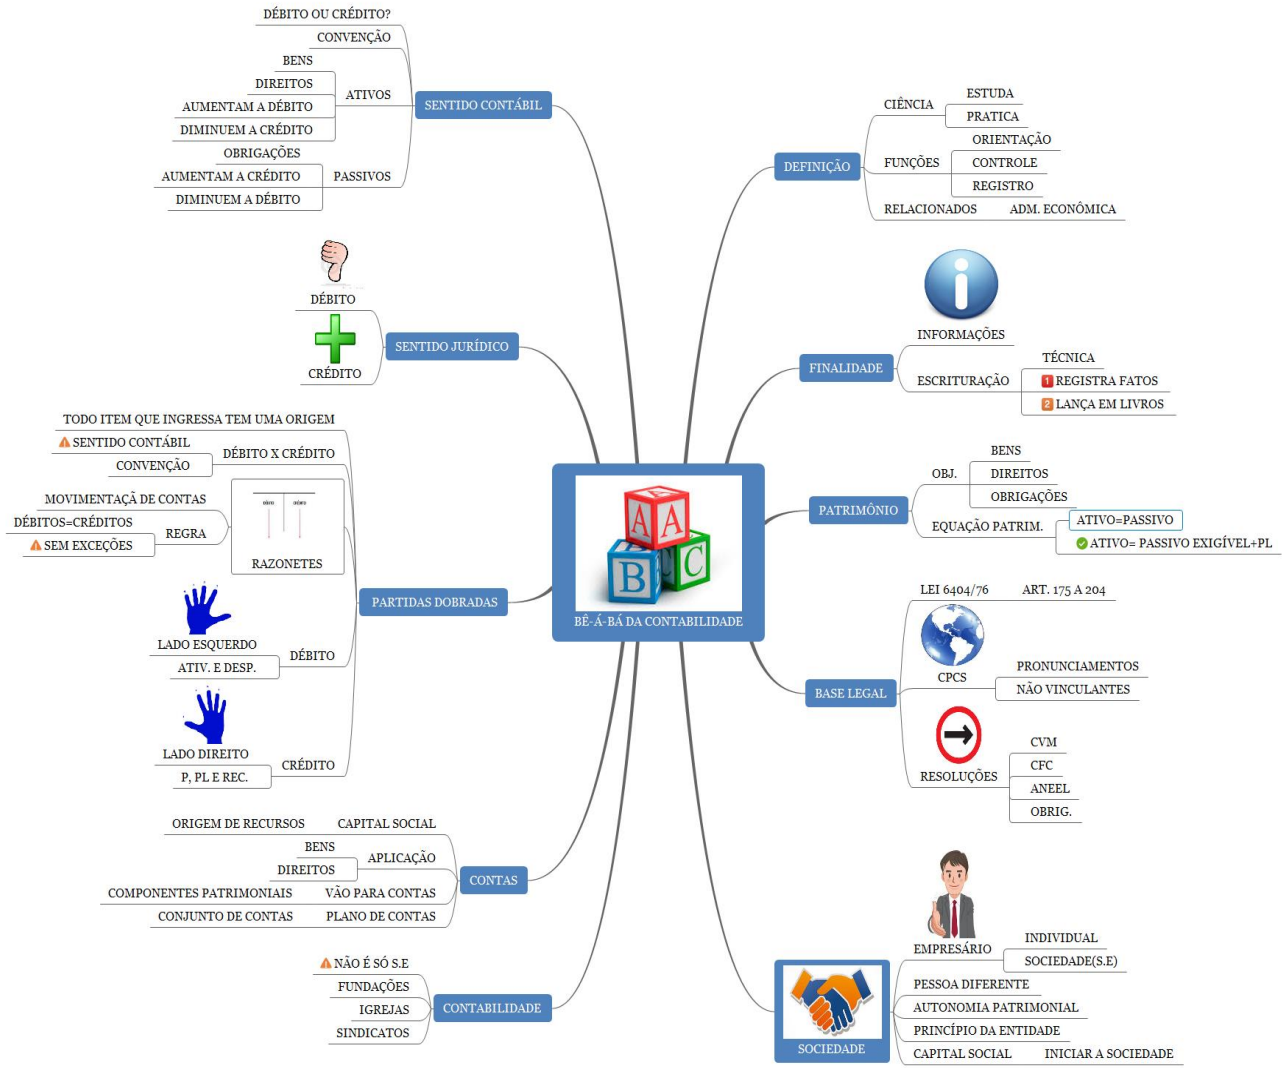 BÊ-Á-BÁ DA CONTABILIDADE
DEFINIÇÃO
CIÊNCIA
ESTUDA
PRATICA
FUNÇÕES
ORIENTAÇÃO
CONTROLE
REGISTRO
RELACIONADOS
ADM. ECONÔMICA
FINALIDADE
INFORMAÇÕES
ESCRITURAÇÃO
TÉCNICA
1 REGISTRA FATOS
2 LANÇA EM LIVROS
PATRIMÔNIO
OBJ.
BENS
DIREITOS
OBRIGAÇÕES
EQUAÇÃO PATRIM.
ATIVO=PASSIVO
ATIVO= PASSIVO EXIGÍVEL+PL
BASE LEGAL
LEI 6404/76
ART. 175 A 204
CPCS
PRONUNCIAMENTOS
NÃO VINCULANTES
RESOLUÇÕES
CVM
CFC
ANEEL
OBRIG.
SOCIEDADE
EMPRESÁRIO
INDIVIDUAL
SOCIEDADE(S.E)
PESSOA DIFERENTE
AUTONOMIA PATRIMONIAL
PRINCÍPIO DA ENTIDADE
CAPITAL SOCIAL
INICIAR A SOCIEDADE
SENTIDO CONTÁBIL
DÉBITO OU CRÉDITO?
CONVENÇÃO
ATIVOS
BENS
DIREITOS
AUMENTAM A DÉBITO
DIMINUEM A CRÉDITO
PASSIVOS
OBRIGAÇÕES
AUMENTAM A CRÉDITO
DIMINUEM A DÉBITO
SENTIDO JURÍDICO
DÉBITO
CRÉDITO
PARTIDAS DOBRADAS
TODO ITEM QUE INGRESSA TEM UMA ORIGEM
DÉBITO X CRÉDITO
SENTIDO CONTÁBIL
CONVENÇÃO
RAZONETES
MOVIMENTAÇÃ DE CONTAS
REGRA
DÉBITOS=CRÉDITOS
SEM EXCEÇÕES
DÉBITO
LADO ESQUERDO
ATIV. E DESP.
CRÉDITO
LADO DIREITO
P, PL E REC.
CONTAS
CAPITAL SOCIAL
ORIGEM DE RECURSOS
APLICAÇÃO
BENS
DIREITOS
VÃO PARA CONTAS
COMPONENTES PATRIMONIAIS
PLANO DE CONTAS
CONJUNTO DE CONTAS
CONTABILIDADE
NÃO É SÓ S.E
FUNDAÇÕES
IGREJAS
SINDICATOS
A
A
B
C